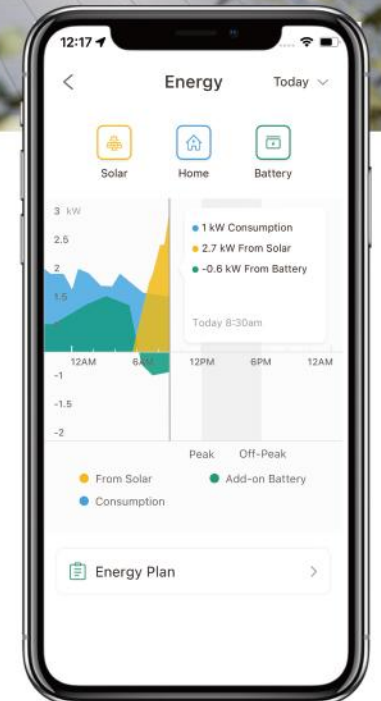 12:17
Energy
Today
Solar Home Battery
3 kW
2.5
2
1.5
1 kW Consumption
2.7 kW From Solar
-0.6 kW From Battery
Today 8:30am
12AM 6AM 12PM 6PM 12AM
-1
-1.5
-2
Peak Off-Peak
From Solar Add-on Battery
Consumption
Energy Plan